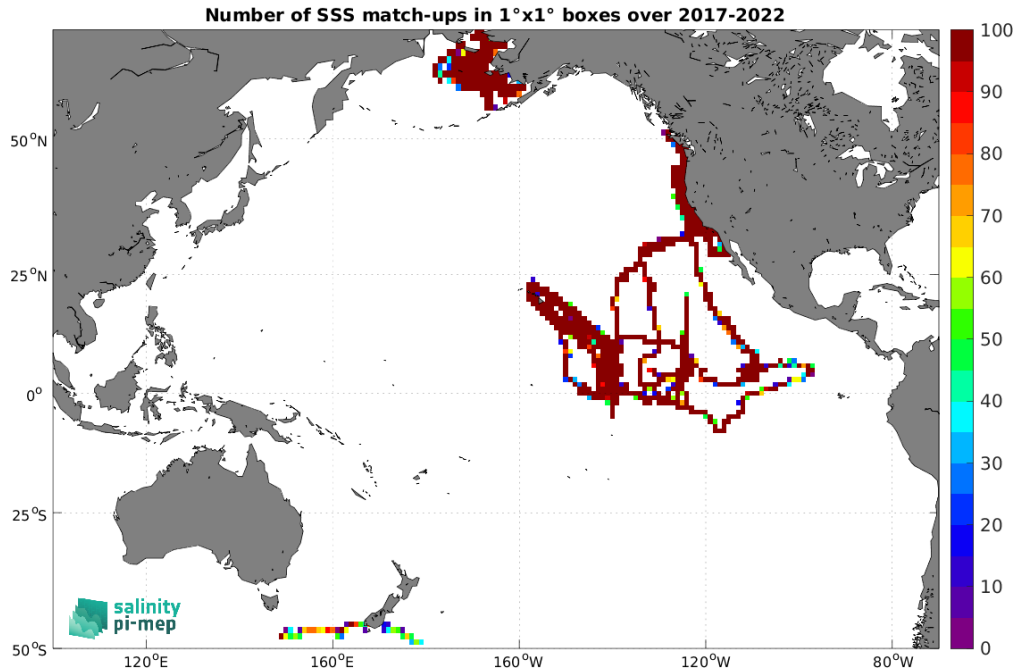 Number of SSS match-ups in 1°x1° boxes over 2017-2022
100
90
80
70
60
50
40
30
20
10
0
50°N
25°N
0°
25°S
50°S
120°E
160°E
160°W
120°W
80°W
salinity
pi-mep